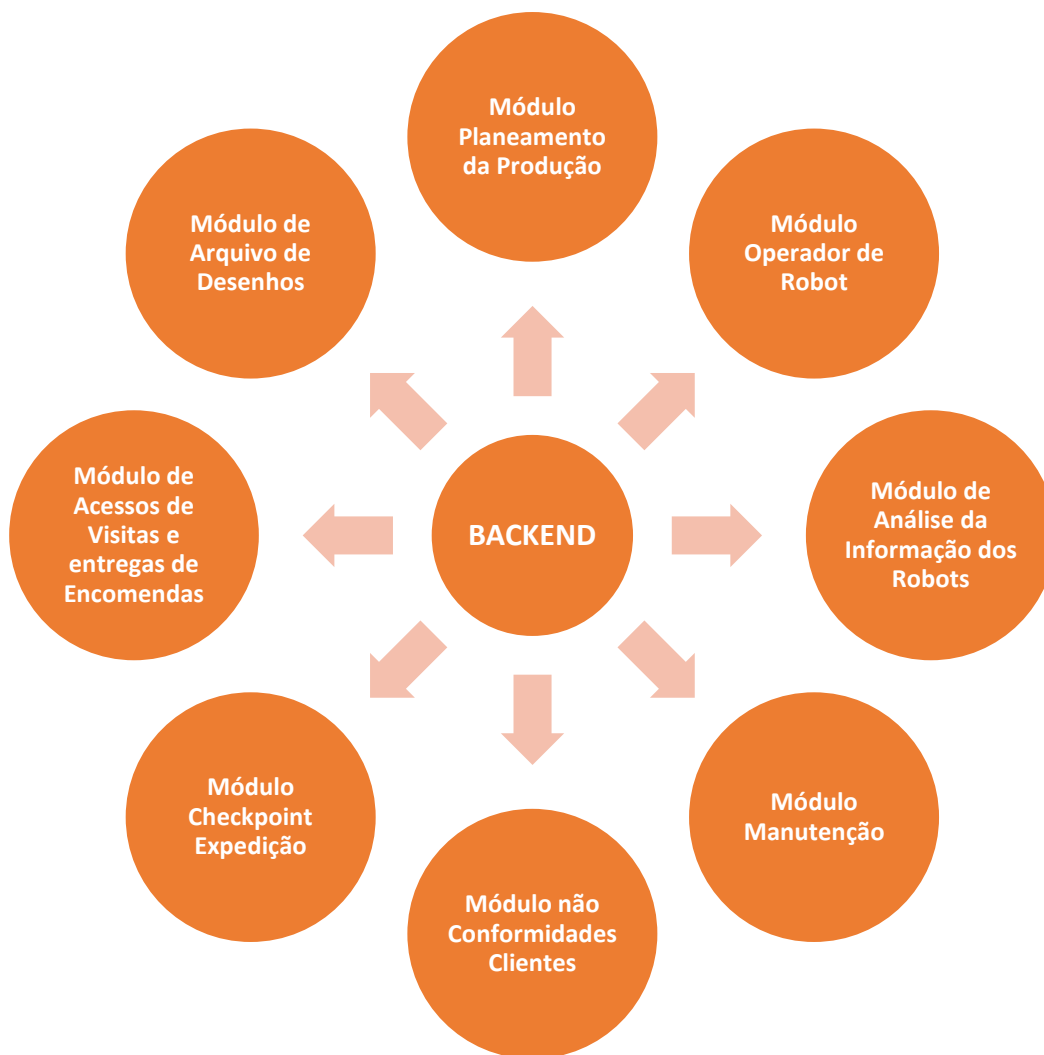 Módulo
Planeamento
da Produção
Módulo de
Arquivo de
Desenhos
Módulo
Operador de
Robot
Módulo de
Acessos de
Visitas e
entregas de
Encomendas
BACKEND
Módulo de
Análise da
Informação dos
Robots
Módulo
Checkpoint
Expedição
Módulo
Manutenção
Módulo não
Conformidades
Clientes